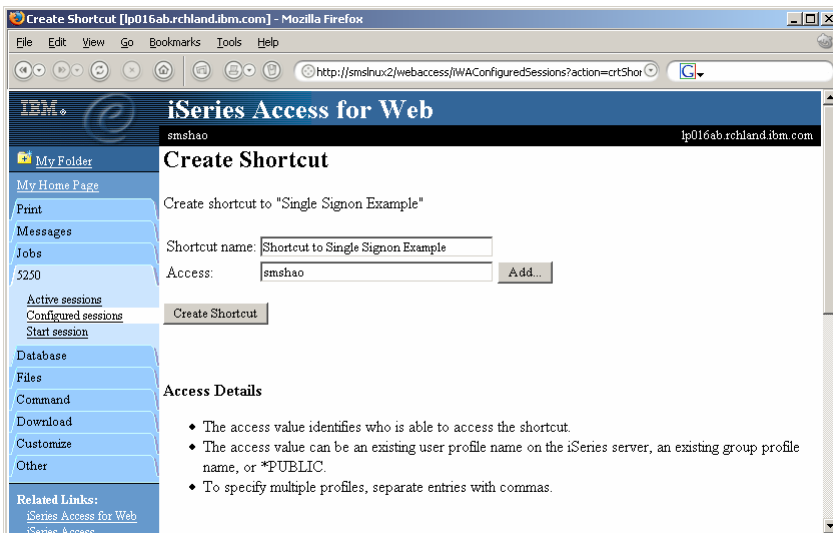 Create Shortcut [lp016ab.rchland.ibm.com] - Mozilla Firefox
File Edit View Go Bookmarks Tools Help
http://smslnux2/webaccess/iWAConfiguredSessions?action=crtShor
G
IBM. e
iSeries Access for Web
smshao lp016ab.rchland.ibm.com
My Folder
My Home Page
Print
Messages
Jobs
5250
Active sessions
Configured sessions
Start session
Database
Files
Command
Download
Customize
Other
Related Links:
iSeries Access for Web
iSeries Access
Create Shortcut
Create shortcut to "Single Signon Example"
Shortcut name: Shortcut to Single Signon Example
Access: smshao Add...
Create Shortcut
Access Details
• The access value identifies who is able to access the shortcut.
• The access value can be an existing user profile name on the iSeries server, an existing group profile
name, or *PUBLIC.
• To specify multiple profiles, separate entries with commas.